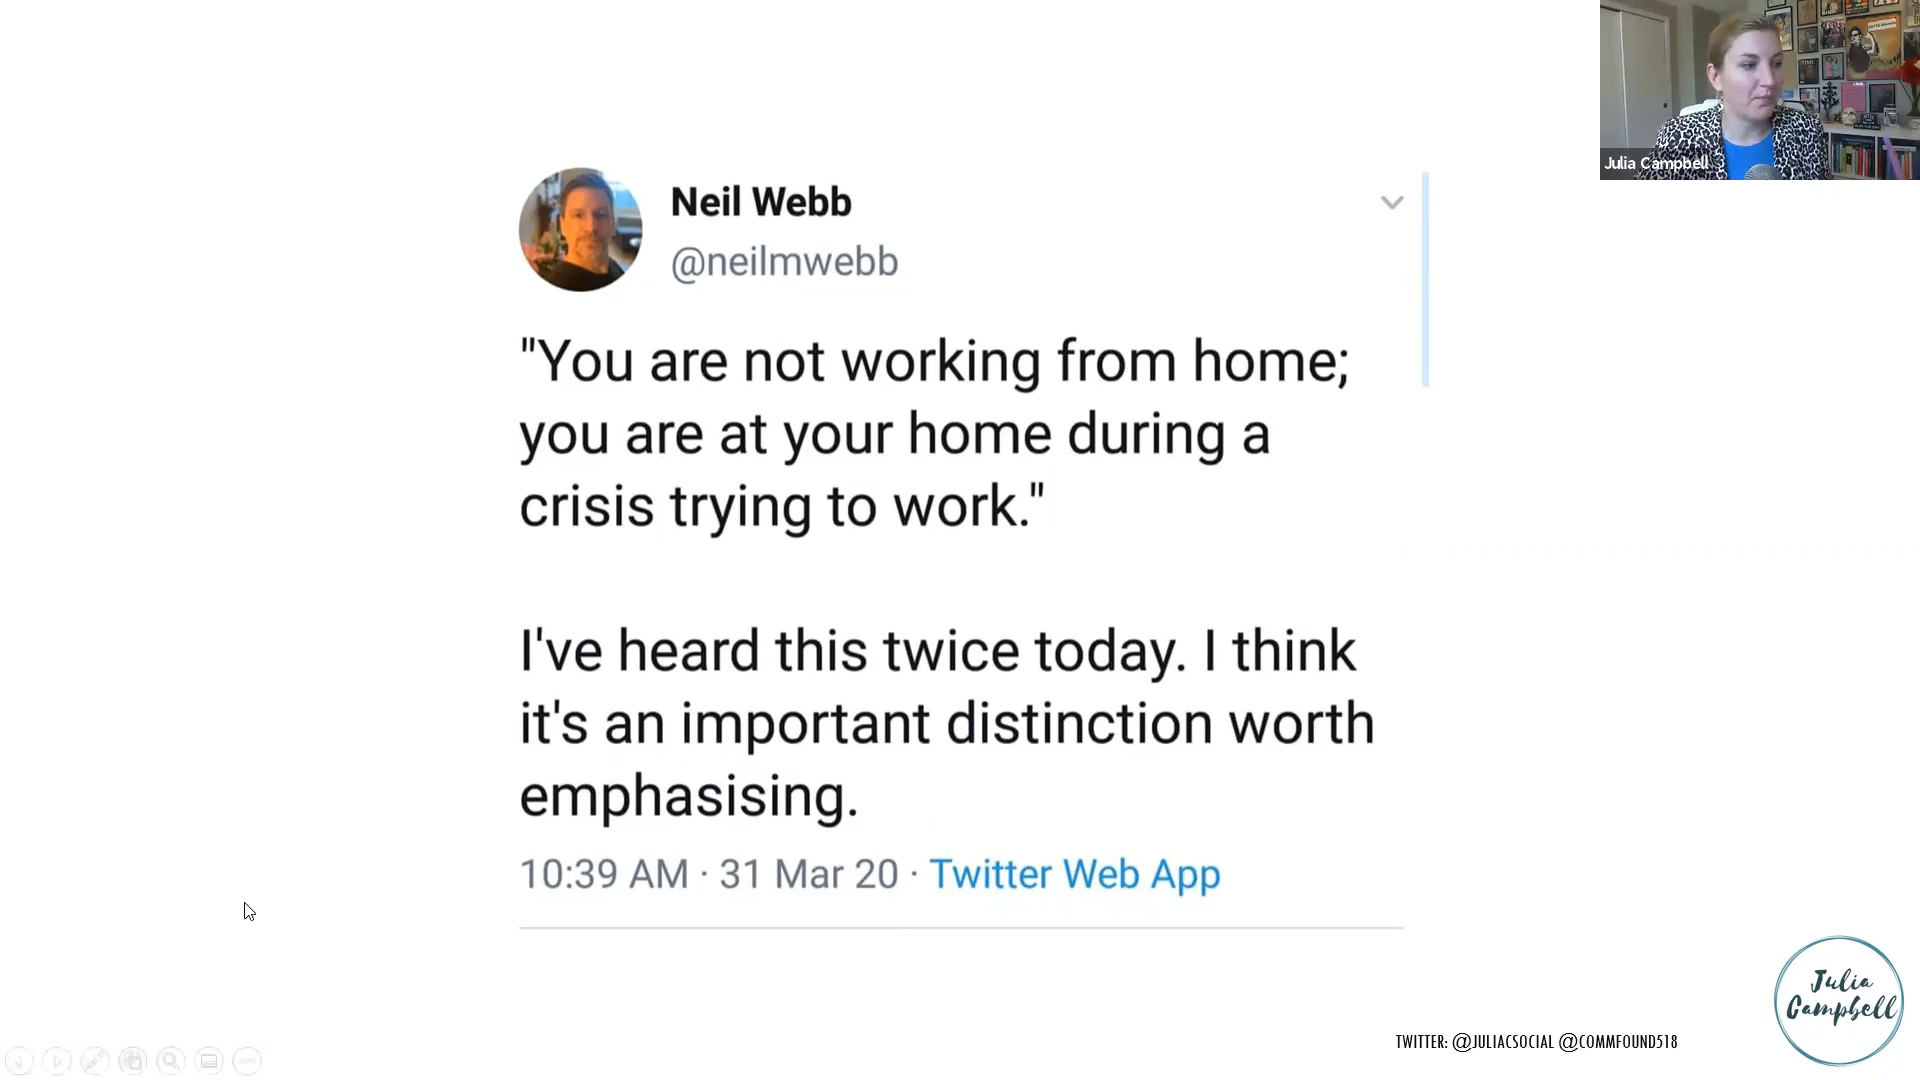 Julia Campbell
Neil Webb
@neilmwebb
"You are not working from home;
you are at your home during a
crisis trying to work."
I've heard this twice today. I think
it's an important distinction worth
emphasising.
10:39 AM · 31 Mar 20 · Twitter Web App
Julia
Campbell
TWITTER: @JULIACSOCIAL @COMMFOUND518